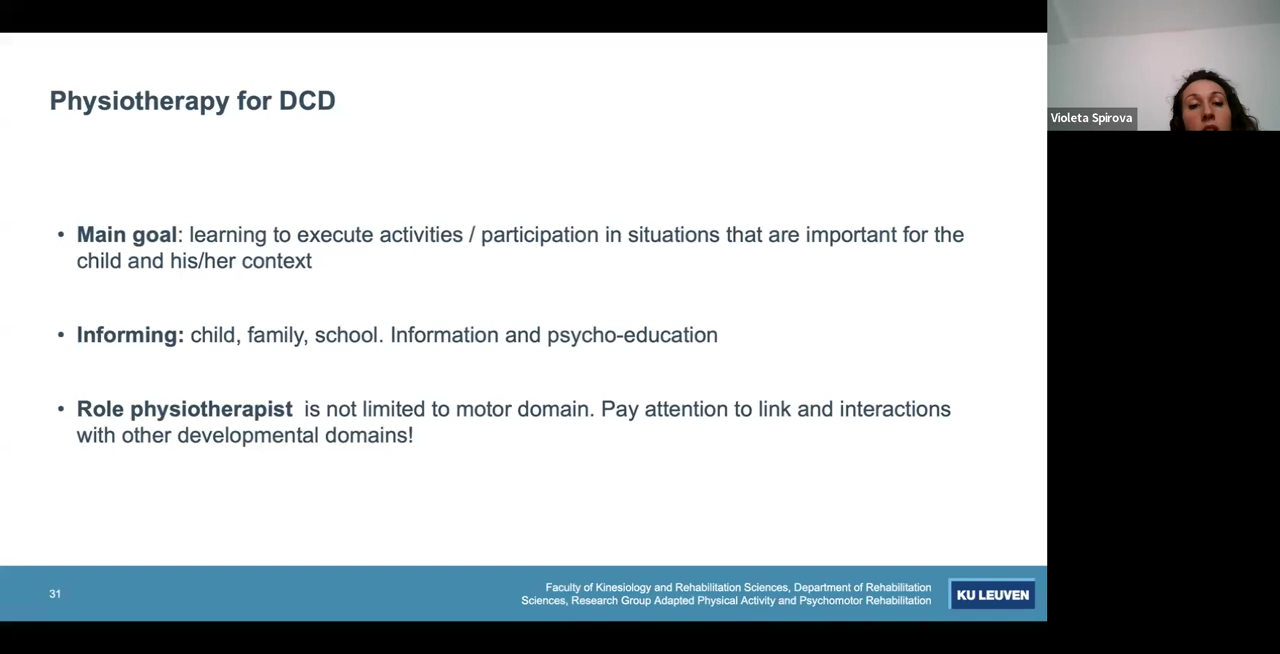 Physiotherapy for DCD
Violeta Spirova
• Main goal: learning to execute activities / participation in situations that are important for the
child and his/her context
• Informing: child, family, school. Information and psycho-education
• Role physiotherapist is not limited to motor domain. Pay attention to link and interactions
with other developmental domains!
31
Faculty of Kinesiology and Rehabilitation Sciences, Department of Rehabilitation
Sciences, Research Group Adapted Physical Activity and Psychomotor Rehabilitation
KU LEUVEN